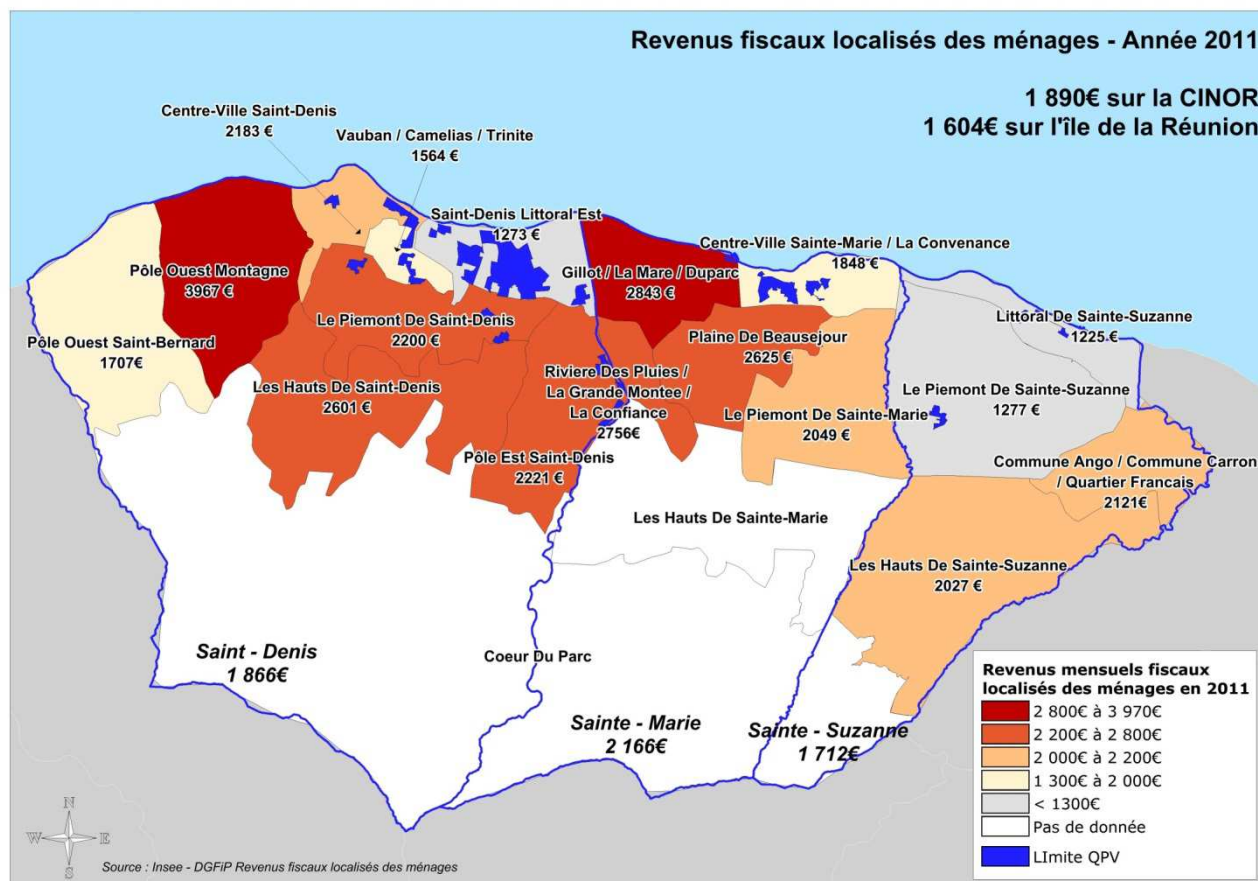 Revenus fiscaux localisés des ménages - Année 2011
1 890€ sur la CINOR
1 604€ sur l'île de la Réunion
Centre-Ville Saint-Denis
2183 €
Vauban / Camelias / Trinite
1564 €
Saint-Denis Littoral Est
1273 €
Centre-Ville Sainte-Marie / La Convenance
1848 €
Pôle Ouest Montagne
3967 €
Gillot / La Mare / Duparc
2843 €
Littoral De Sainte-Suzanne
1225 €
Le Piemont De Saint-Denis
2200 €
Pôle Ouest Saint-Bernard
1707€
Plaine De Beausejour
2625 €
Les Hauts De Saint-Denis
2601 €
Riviere Des Pluies /
La Grande Montee /
La Confiance
2756€
Le Piemont De Sainte-Suzanne
1277 €
Le Piemont De Sainte-Marie
2049 €
Pôle Est Saint-Denis
2221 €
Commune Ango / Commune Carron
/ Quartier Francais
2121€
Les Hauts De Sainte-Marie
Les Hauts De Sainte-Suzanne
2027 €
Saint - Denis
1 866€
Coeur Du Parc
Sainte - Marie
2 166€
Sainte - Suzanne
1 712€
Revenus mensuels fiscaux
localisés des ménages en 2011
2 800€ à 3 970€
2 200€ à 2 800€
2 000€ à 2 200€
1 300€ à 2 000€
< 1300€
Pas de donnée
LImite QPV
N
W E
S
Source : Insee - DGFiP Revenus fiscaux localisés des ménages